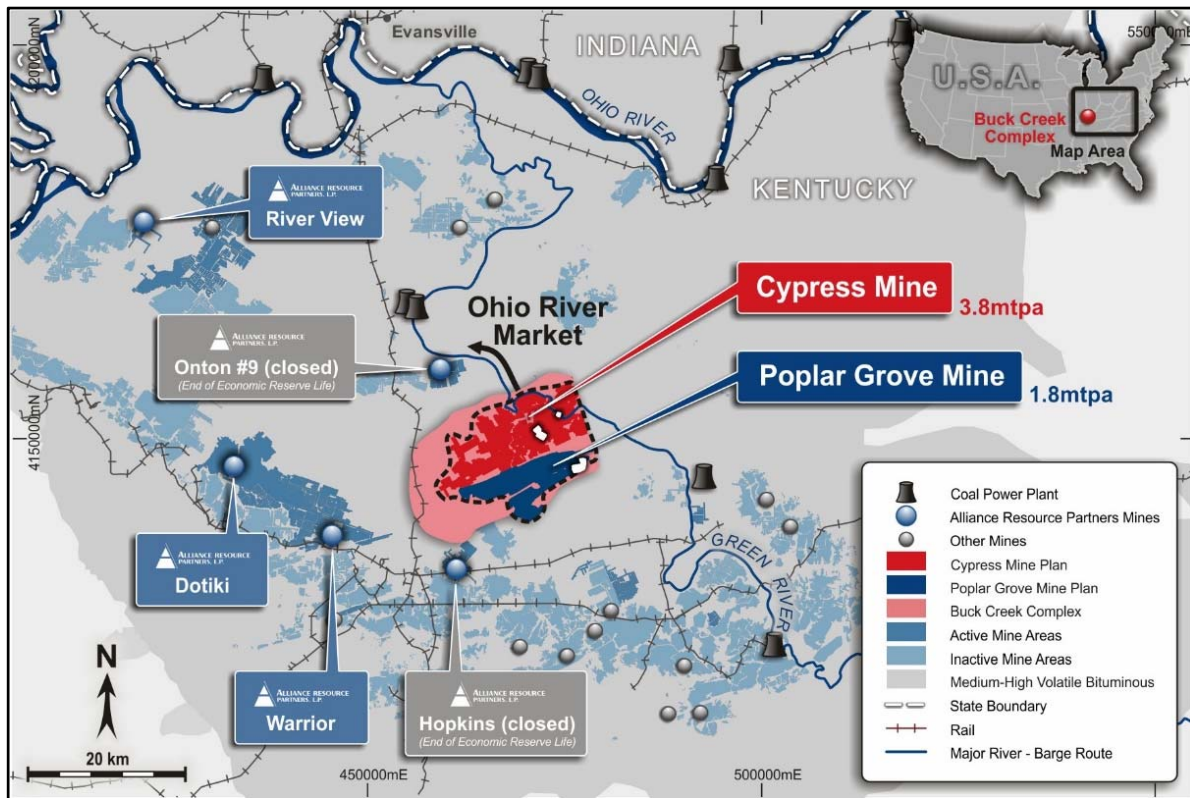 Evansville
INDIANA
550000mE
4200000mN
U.S.A.
Buck Creek
Complex
Map Area
OHIO RIVER
KENTUCKY
ALLIANCE RESOURCE
PARTNERS, L.P.
River View
Cypress Mine
3.8mtpa
Ohio River
Market
ALLIANCE RESOURCE
PARTNERS, L.P.
Onton #9 (closed)
(End of Economic Reserve Life)
Poplar Grove Mine
1.8mtpa
4150000mN
GREEN RIVER
ALLIANCE RESOURCE
PARTNERS, L.P.
Dotiki
ALLIANCE RESOURCE
PARTNERS, L.P.
Warrior
ALLIANCE RESOURCE
PARTNERS, L.P.
Hopkins (closed)
(End of Economic Reserve Life)
N
20 km
450000mE
500000mE
Coal Power Plant
Alliance Resource Partners Mines
Other Mines
Cypress Mine Plan
Poplar Grove Mine Plan
Buck Creek Complex
Active Mine Areas
Inactive Mine Areas
Medium-High Volatile Bituminous
State Boundary
Rail
Major River - Barge Route